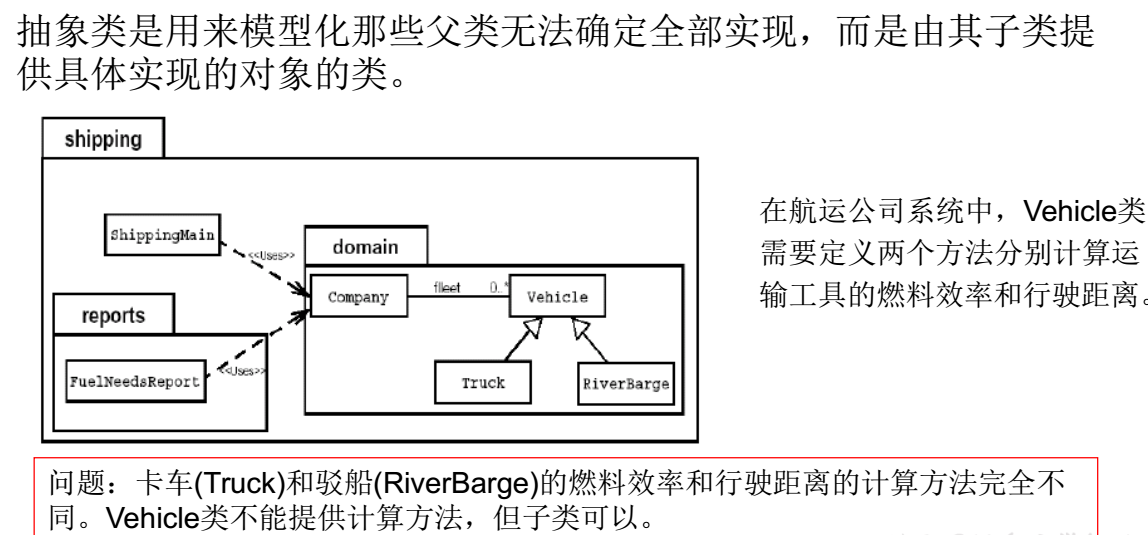 抽象类是用来模型化那些父类无法确定全部实现，而是由其子类提
供具体实现的对象的类。
shipping
ShippingMain
<<Uses>>
domain
Company
fleet
0..*
Vehicle
reports
FuelNeedsReport
<<Uses>>
Truck
RiverBarge
在航运公司系统中，Vehicle类
需要定义两个方法分别计算运
输工具的燃料效率和行驶距离。
问题：卡车(Truck)和驳船(RiverBarge)的燃料效率和行驶距离的计算方法完全不
同。Vehicle类不能提供计算方法，但子类可以。